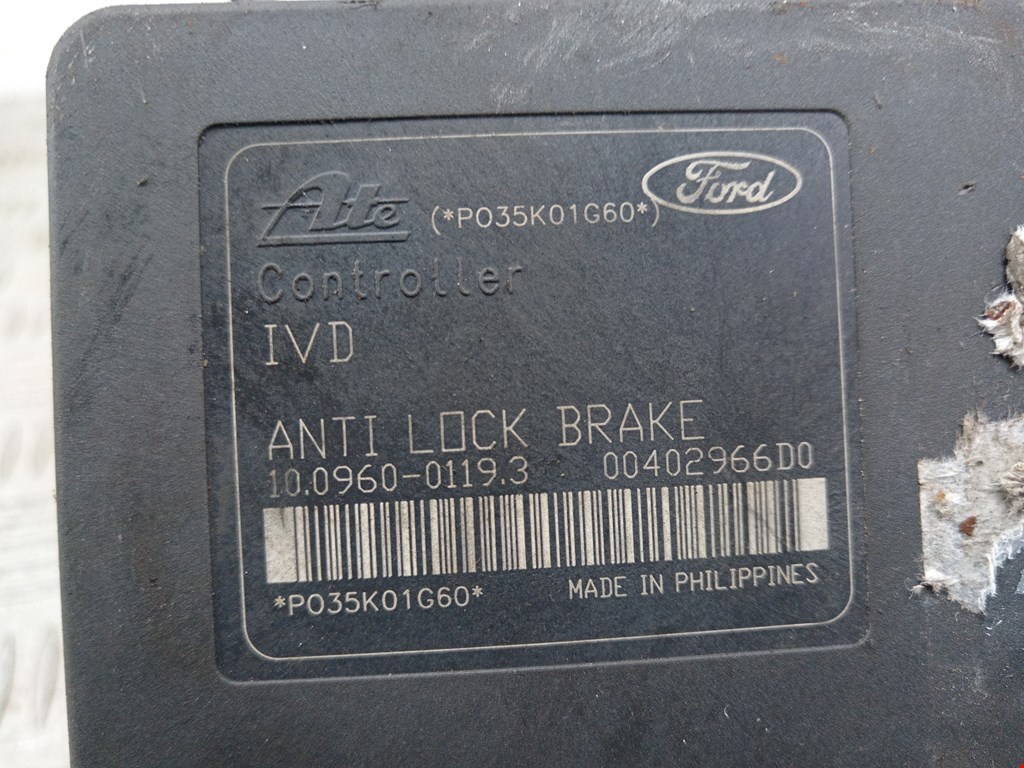 Ate (*P035K01G60*) Ford
Controller
IVD
ANTI LOCK BRAKE
10.0960-0119.3 00402966D0
*P035K01G60* MADE IN PHILIPPINES